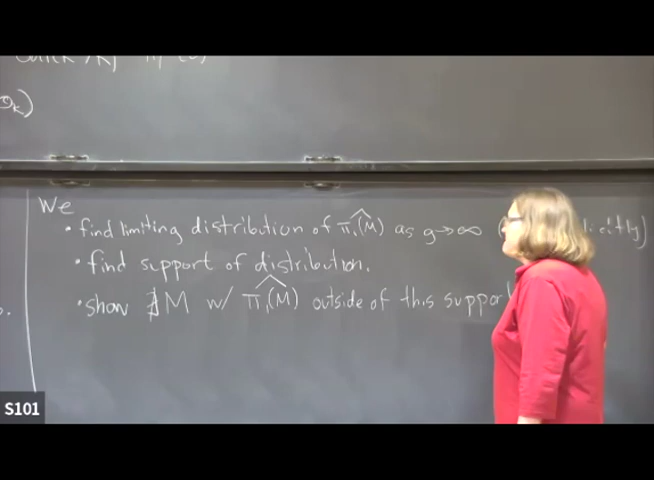 We
• find limiting distribution of π₁(M)^ as g→∞
• find support of distribution.
• show ∄M w/ π₁(M)^ outside of this support
S101